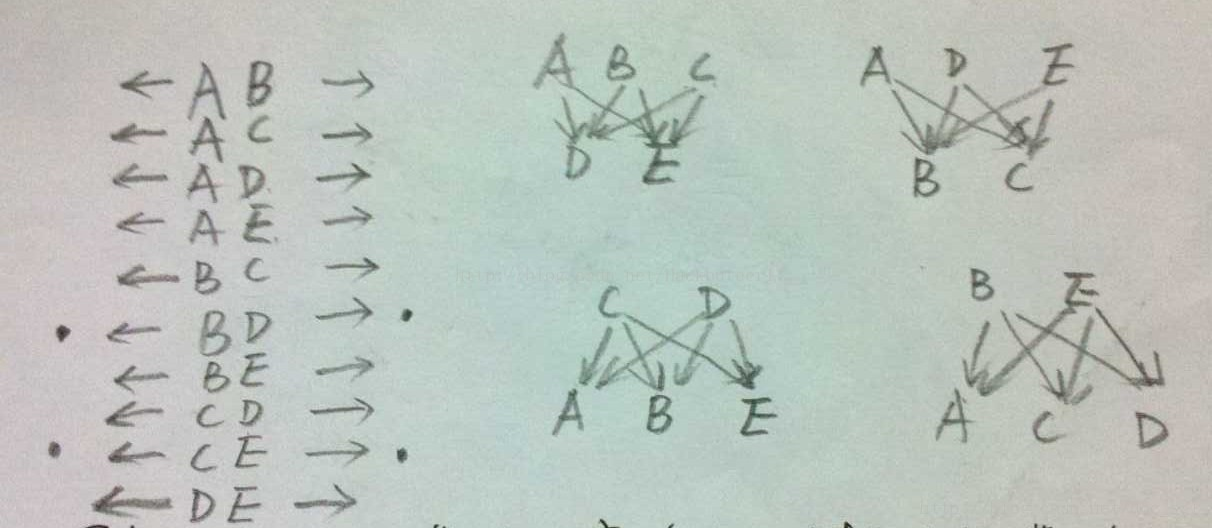 ← A B →
← A C →
← A D →
← A E →
← B C →
• ← B D → •
← B E →
← C D →
• ← C E → •
← D E →
A B C
D E
A D E
B C
C D
A B E
B E
A C D